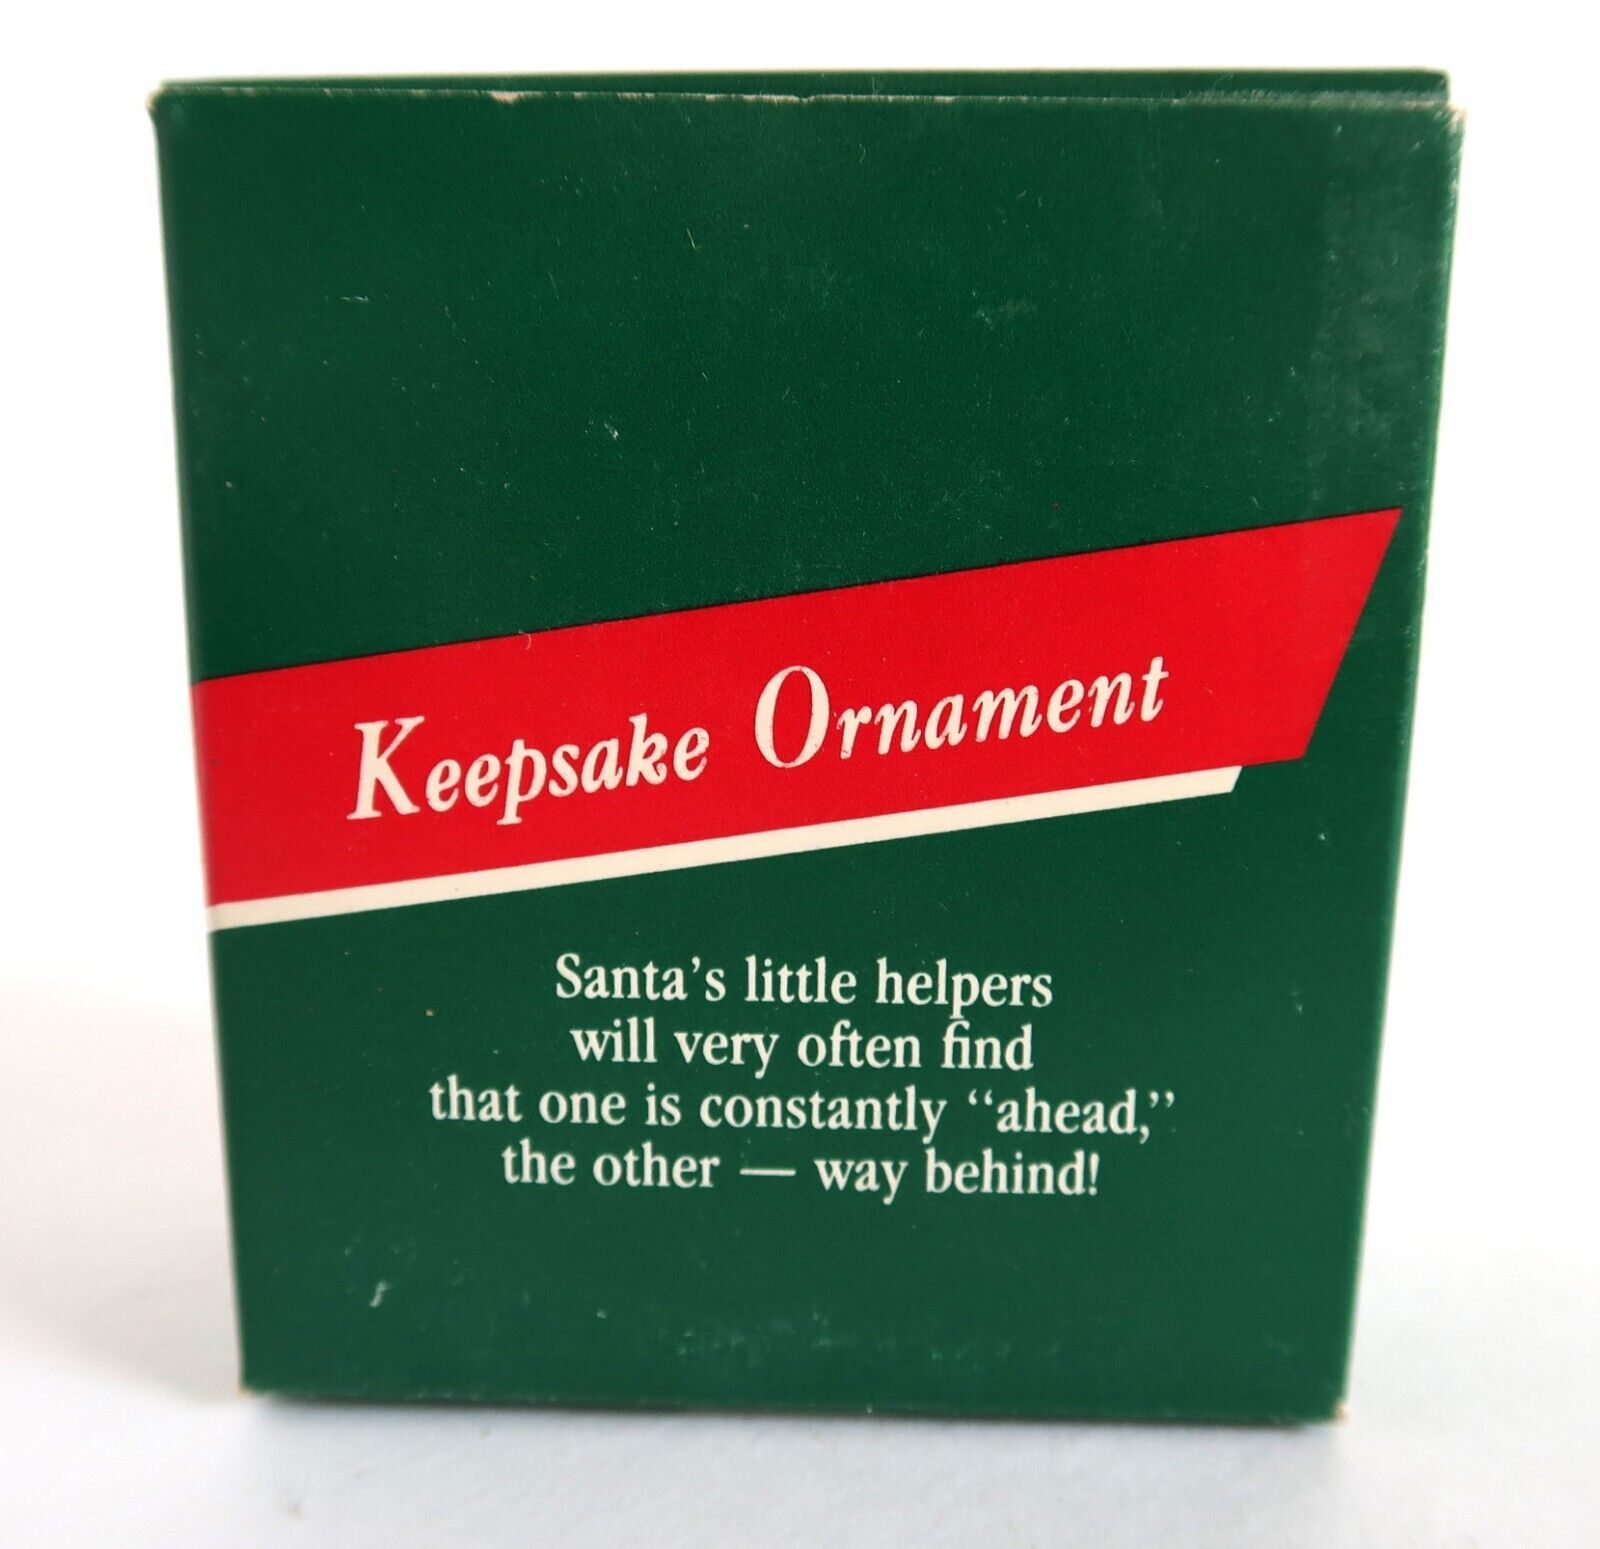 Keepsake Ornament
Santa’s little helpers
will very often find
that one is constantly “ahead,”
the other — way behind!